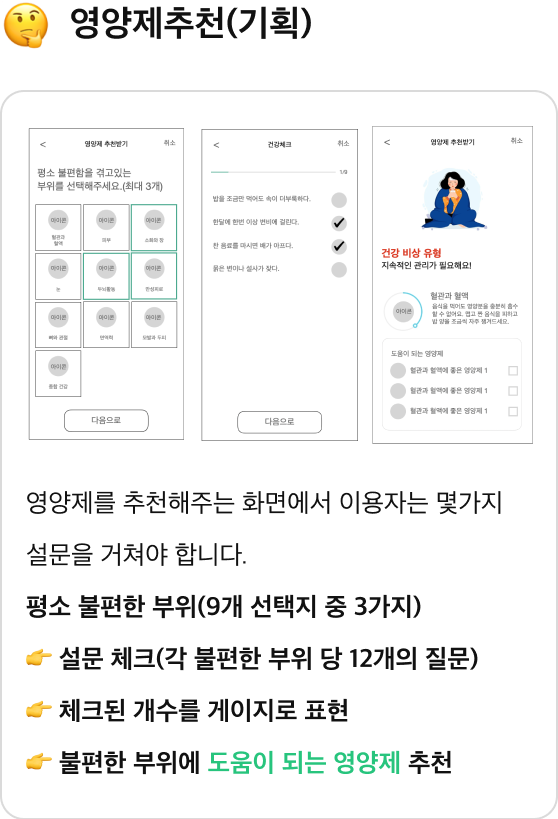 🤔 영양제추천(기획)
< 영양제 추천받기 취소
평소 불편함을 겪고있는
부위를 선택해주세요.(최대 3개)
아이콘 아이콘 아이콘
혈관과 혈액 피부 소화와 장
아이콘 아이콘 아이콘
눈 두뇌활동 만성피로
아이콘 아이콘 아이콘
뼈와 관절 면역력 모발과 두피
아이콘
종합 건강
다음으로
< 건강체크 취소
1/9
밥을 조금만 먹어도 속이 더부룩하다.
한달에 한번 이상 변비에 걸린다.
찬 음료를 마시면 배가 아프다.
묽은 변이나 설사가 잦다.
다음으로
< 영양제 추천받기 취소
건강 비상 유형
지속적인 관리가 필요해요!
아이콘
혈관과 혈액
음식을 먹어도 영양분을 충분히 흡수
할 수 없어요. 맵고 짠 음식을 피하고
밥 양을 조금씩 자주 챙겨드세요.
도움이 되는 영양제
혈관과 혈액에 좋은 영양제 1
혈관과 혈액에 좋은 영양제 1
혈관과 혈액에 좋은 영양제 1
영양제를 추천해주는 화면에서 이용자는 몇가지
설문을 거쳐야 합니다.
평소 불편한 부위(9개 선택지 중 3가지)
👉 설문 체크(각 불편한 부위 당 12개의 질문)
👉 체크된 개수를 게이지로 표현
👉 불편한 부위에 도움이 되는 영양제 추천